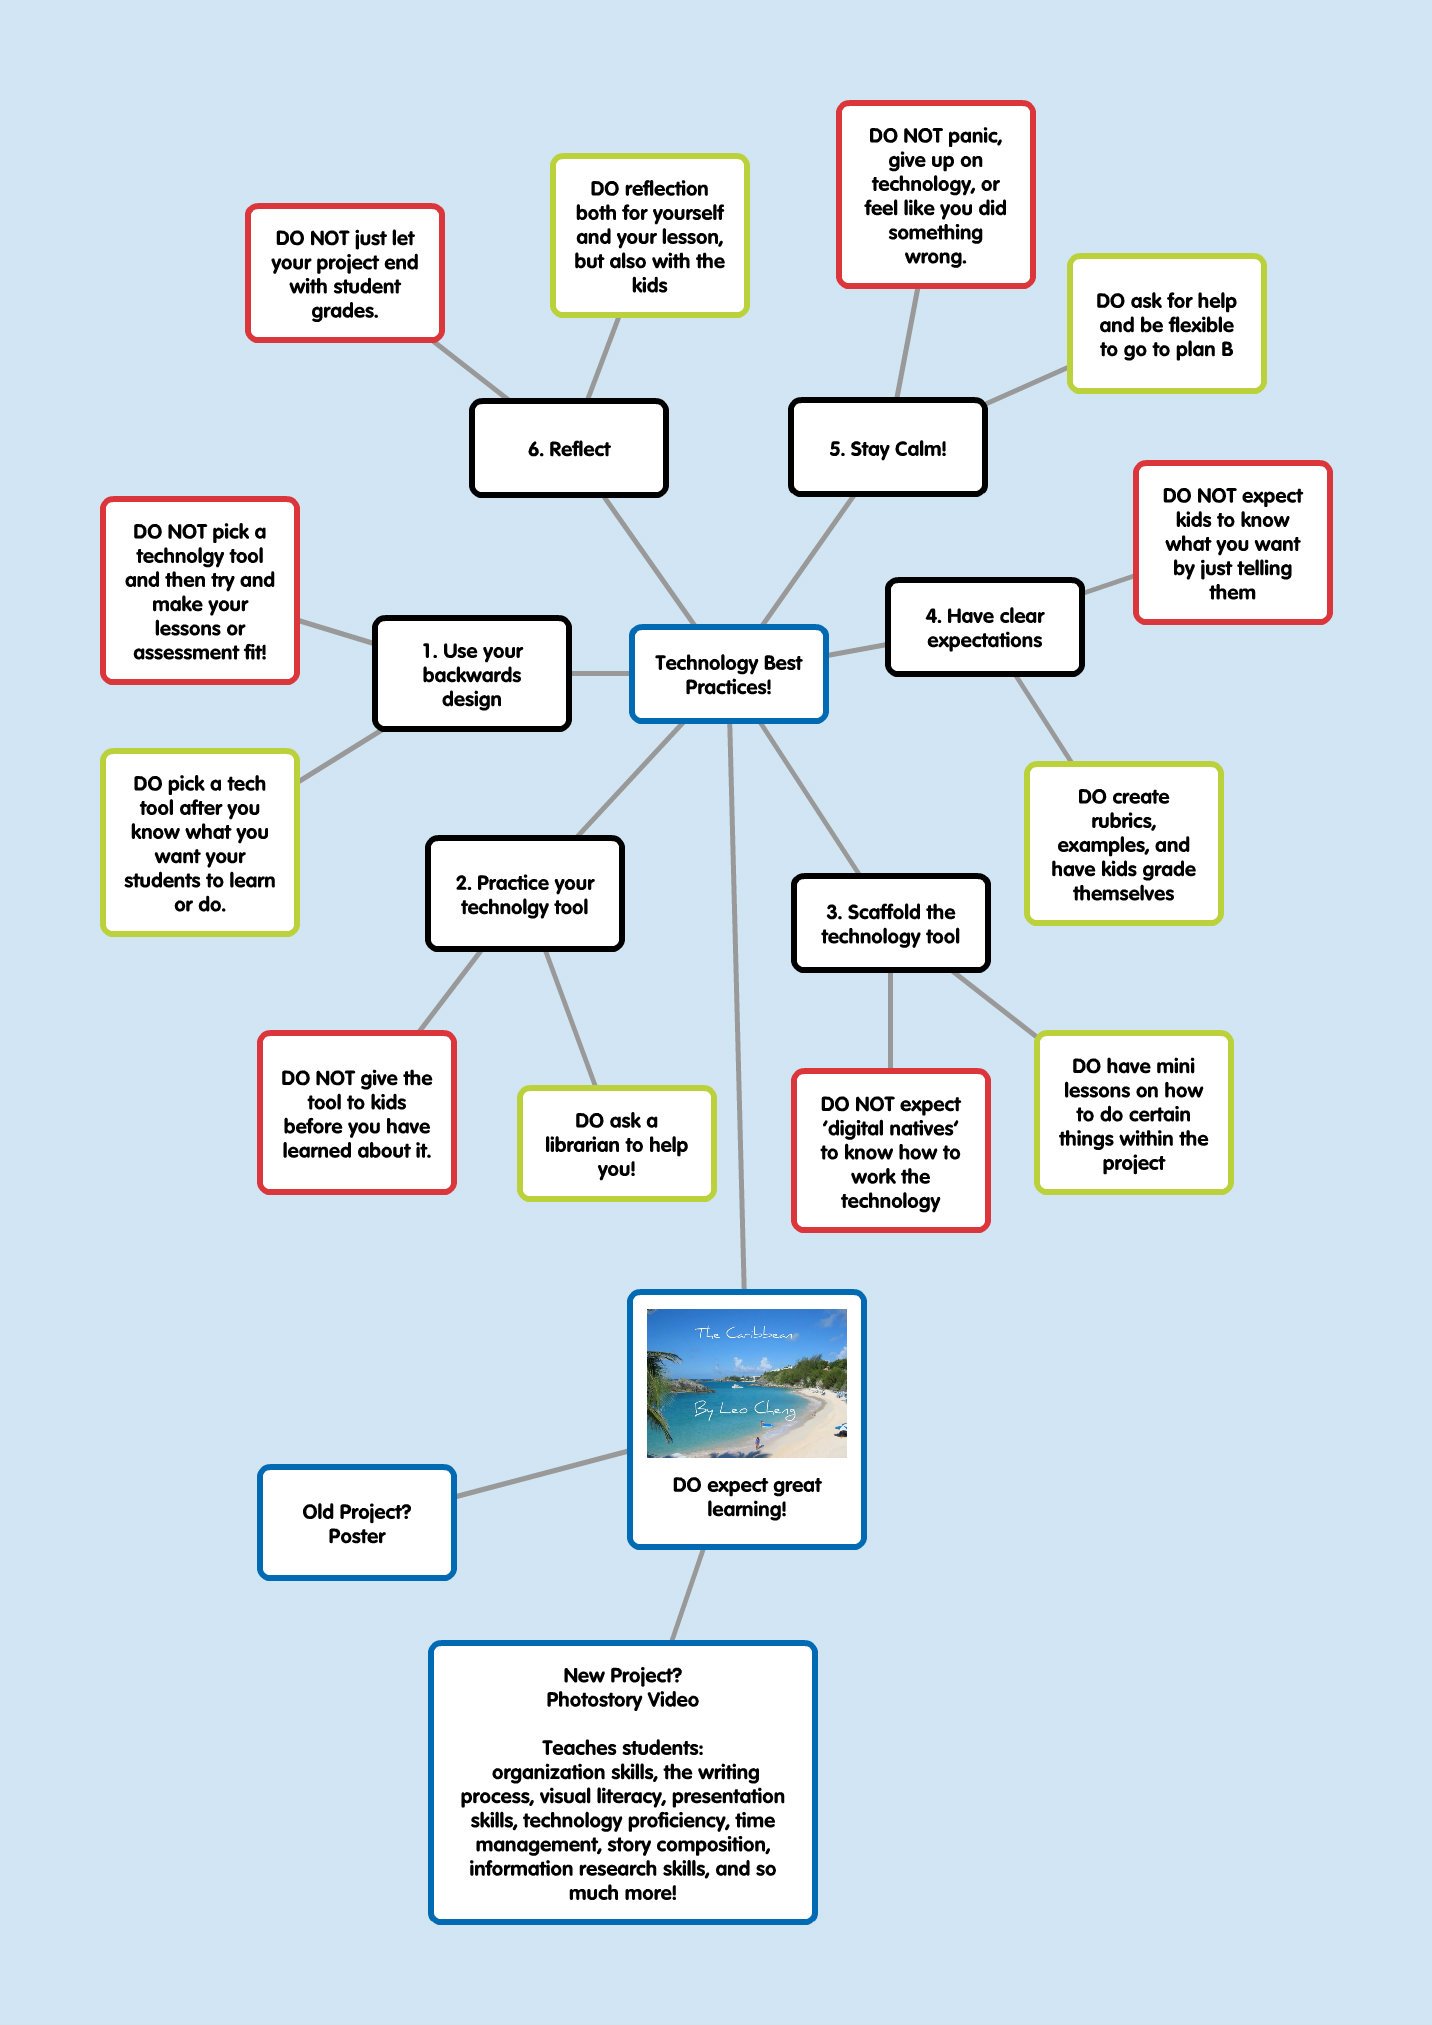 DO NOT panic,
give up on
technology, or
feel like you did
something
wrong.
DO reflection
both for yourself
and your lesson,
but also with the
kids
DO NOT just let
your project end
with student
grades.
DO ask for help
and be flexible
to go to plan B
6. Reflect
5. Stay Calm!
DO NOT expect
kids to know
what you want
by just telling
them
DO NOT pick a
technolgy tool
and then try and
make your
lessons or
assessment fit!
4. Have clear
expectations
1. Use your
backwards
design
Technology Best
Practices!
DO pick a tech
tool after you
know what you
want your
students to learn
or do.
DO create
rubrics,
examples, and
have kids grade
themselves
2. Practice your
technolgy tool
3. Scaffold the
technology tool
DO NOT give the
tool to kids
before you have
learned about it.
DO ask a
librarian to help
you!
DO NOT expect
‘digital natives’
to know how to
work the
technology
DO have mini
lessons on how
to do certain
things within the
project
The Caribbean
By Leo Cheng
DO expect great
learning!
Old Project?
Poster
New Project?
Photostory Video
Teaches students:
organization skills, the writing
process, visual literacy, presentation
skills, technology proficiency, time
management, story composition,
information research skills, and so
much more!